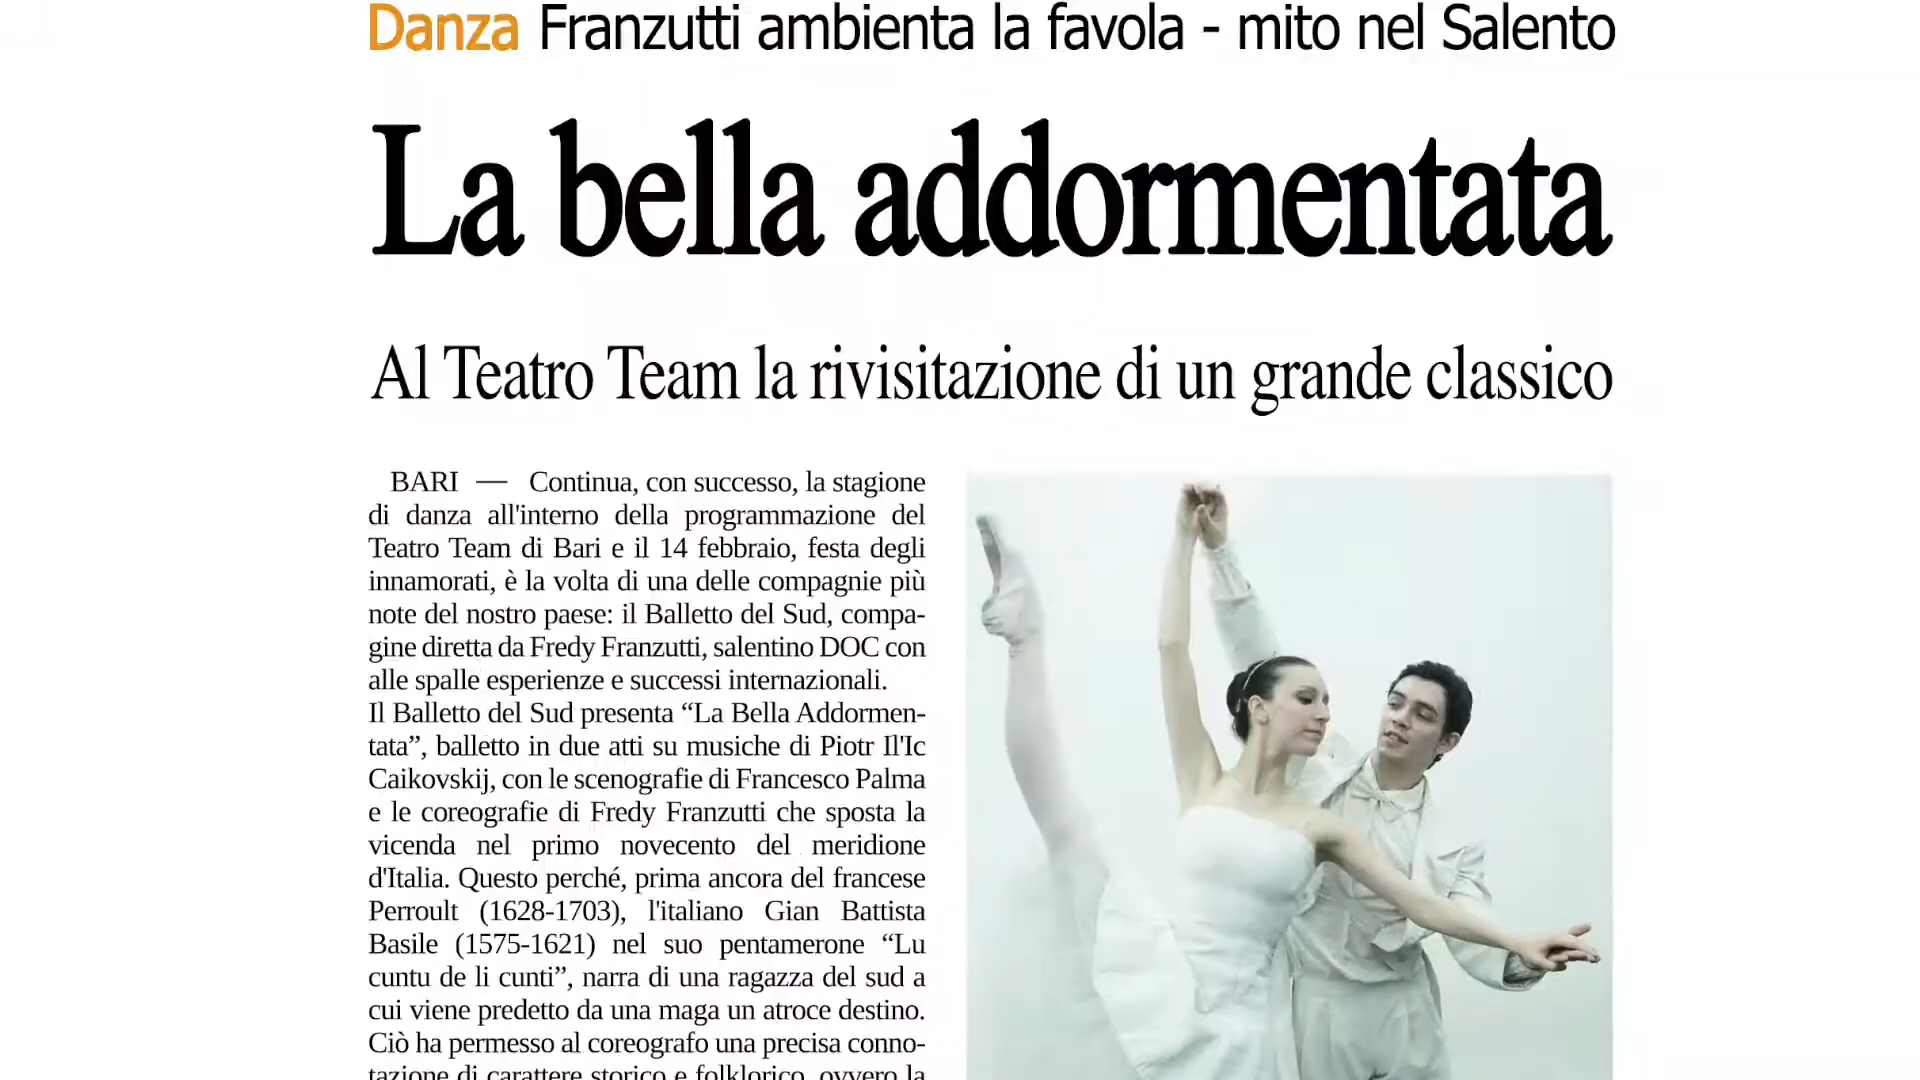 Danza Franzutti ambienta la favola - mito nel Salento
La bella addormentata
Al Teatro Team la rivisitazione di un grande classico
BARI — Continua, con successo, la stagione
di danza all'interno della programmazione del
Teatro Team di Bari e il 14 febbraio, festa degli
innamorati, è la volta di una delle compagnie più
note del nostro paese: il Balletto del Sud, compa-
gine diretta da Fredy Franzutti, salentino DOC con
alle spalle esperienze e successi internazionali.
Il Balletto del Sud presenta “La Bella Addormen-
tata”, balletto in due atti su musiche di Piotr Il'Ic
Caikovskij, con le scenografie di Francesco Palma
e le coreografie di Fredy Franzutti che sposta la
vicenda nel primo novecento del meridione
d'Italia. Questo perché, prima ancora del francese
Perroult (1628-1703), l'italiano Gian Battista
Basile (1575-1621) nel suo pentamerone “Lu
cuntu de li cunti”, narra di una ragazza del sud a
cui viene predetto da una maga un atroce destino.
Ciò ha permesso al coreografo una precisa conno-
tazione di carattere storico e folklorico, ovvero la